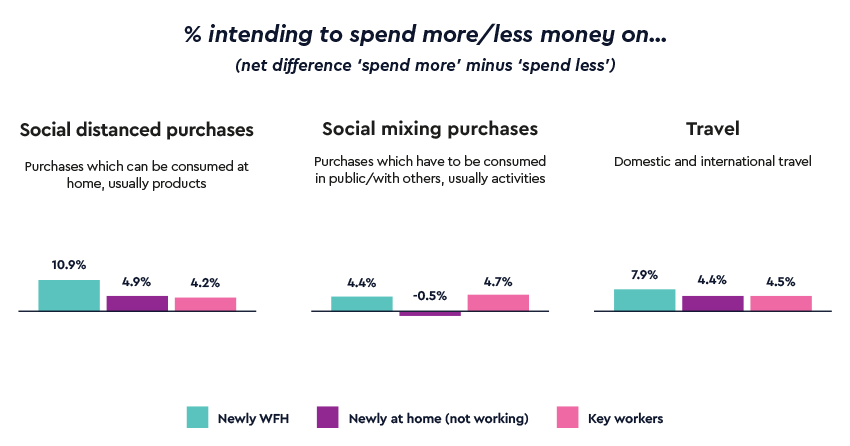 % intending to spend more/less money on...
(net difference ‘spend more’ minus ‘spend less’)
Social distanced purchases
Purchases which can be consumed at
home, usually products
10.9%
4.9%
4.2%
Social mixing purchases
Purchases which have to be consumed
in public/with others, usually activities
4.4%
-0.5%
4.7%
Travel
Domestic and international travel
7.9%
4.4%
4.5%
Newly WFH
Newly at home (not working)
Key workers